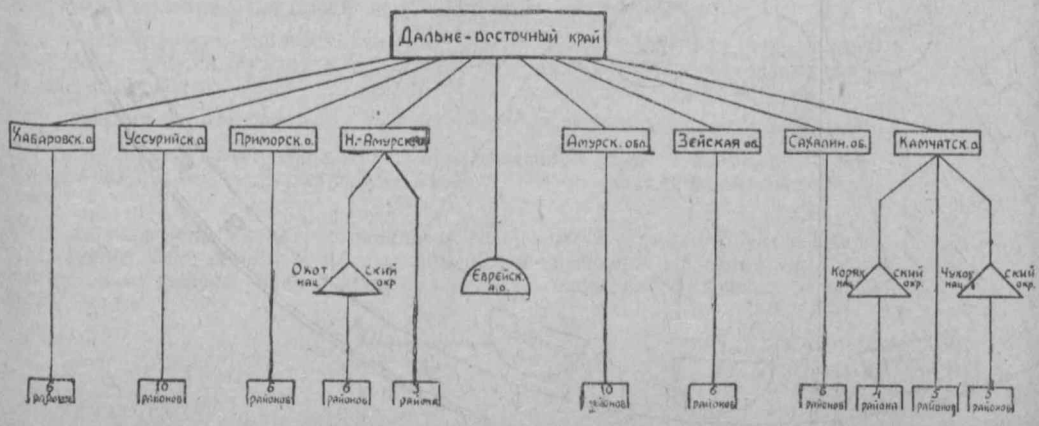 Дальне-восточный край
Хабаровск.о.
Уссурийск.о.
Приморск.о.
Н.-Амурск.
Амурск. обл.
Зейская об.
Сахалин. об.
Камчатск.о.
Охот ский
нац. окр.
Еврейск.
а.о.
Коряк ский
нац. окр.
Чукот ский
нац. окр.
6
районов
10
районов
6
районов
6
районов
3
района
10
районов
6
районов
6
районов
4
района
5
районов
районов